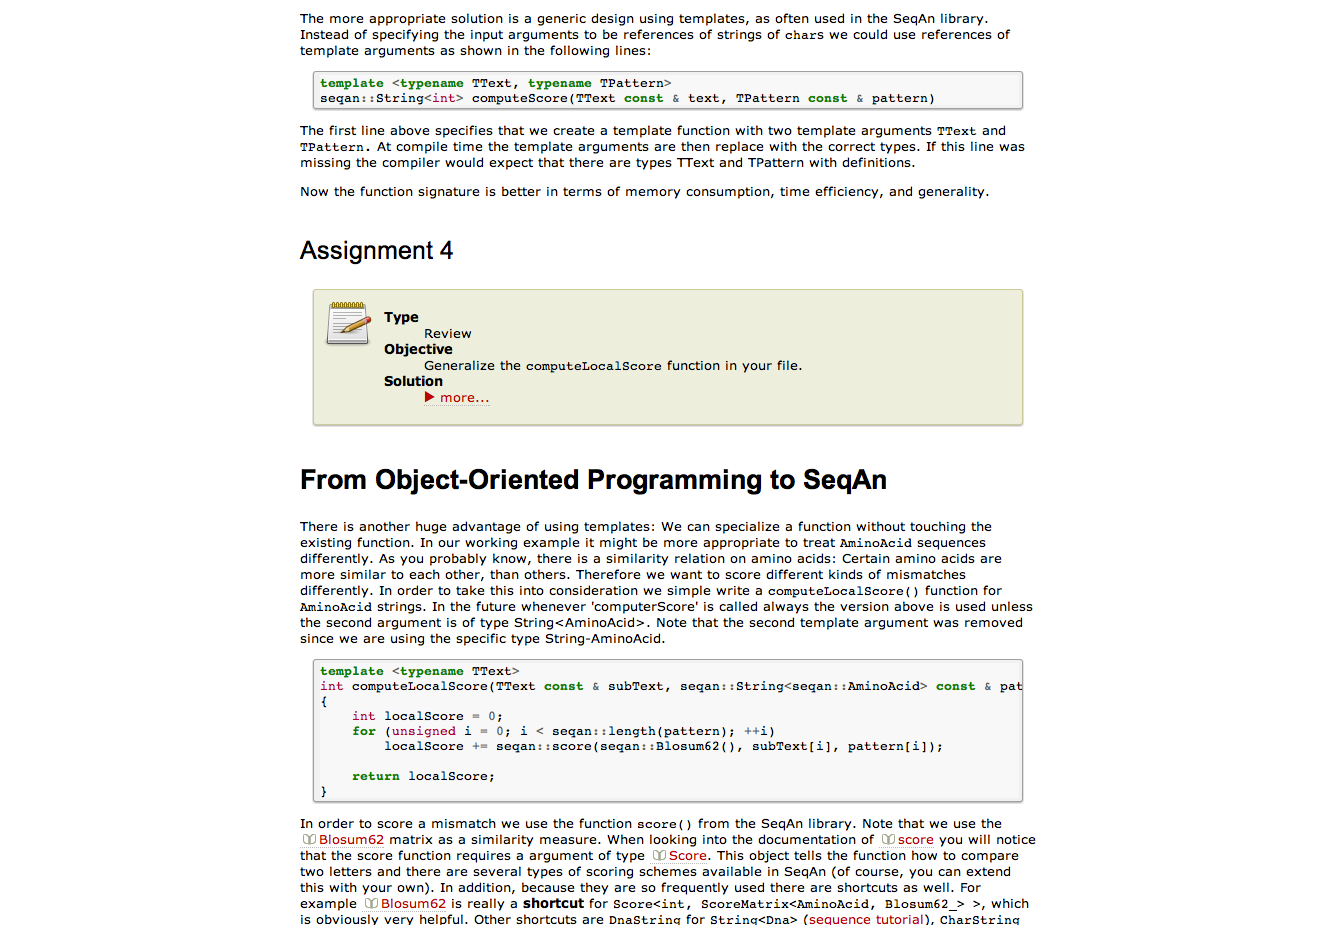 The more appropriate solution is a generic design using templates, as often used in the SeqAn library.
Instead of specifying the input arguments to be references of strings of chars we could use references of
template arguments as shown in the following lines:
template <typename TText, typename TPattern>
seqan::String<int> computeScore(TText const & text, TPattern const & pattern)
The first line above specifies that we create a template function with two template arguments TText and
TPattern. At compile time the template arguments are then replace with the correct types. If this line was
missing the compiler would expect that there are types TText and TPattern with definitions.
Now the function signature is better in terms of memory consumption, time efficiency, and generality.
Assignment 4
Type
Review
Objective
Generalize the computeLocalScore function in your file.
Solution
more...
From Object-Oriented Programming to SeqAn
There is another huge advantage of using templates: We can specialize a function without touching the
existing function. In our working example it might be more appropriate to treat AminoAcid sequences
differently. As you probably know, there is a similarity relation on amino acids: Certain amino acids are
more similar to each other, than others. Therefore we want to score different kinds of mismatches
differently. In order to take this into consideration we simple write a computeLocalScore() function for
AminoAcid strings. In the future whenever 'computerScore' is called always the version above is used unless
the second argument is of type String<AminoAcid>. Note that the second template argument was removed
since we are using the specific type String-AminoAcid.
template <typename TText>
int computeLocalScore(TText const & subText, seqan::String<seqan::AminoAcid> const & pat
{
    int localScore = 0;
    for (unsigned i = 0; i < seqan::length(pattern); ++i)
        localScore += seqan::score(seqan::Blosum62(), subText[i], pattern[i]);
    return localScore;
}
In order to score a mismatch we use the function score() from the SeqAn library. Note that we use the
Blosum62 matrix as a similarity measure. When looking into the documentation of score you will notice
that the score function requires a argument of type Score. This object tells the function how to compare
two letters and there are several types of scoring schemes available in SeqAn (of course, you can extend
this with your own). In addition, because they are so frequently used there are shortcuts as well. For
example Blosum62 is really a shortcut for Score<int, ScoreMatrix<AminoAcid, Blosum62_> >, which
is obviously very helpful. Other shortcuts are DnaString for String<Dna> (sequence tutorial), CharString